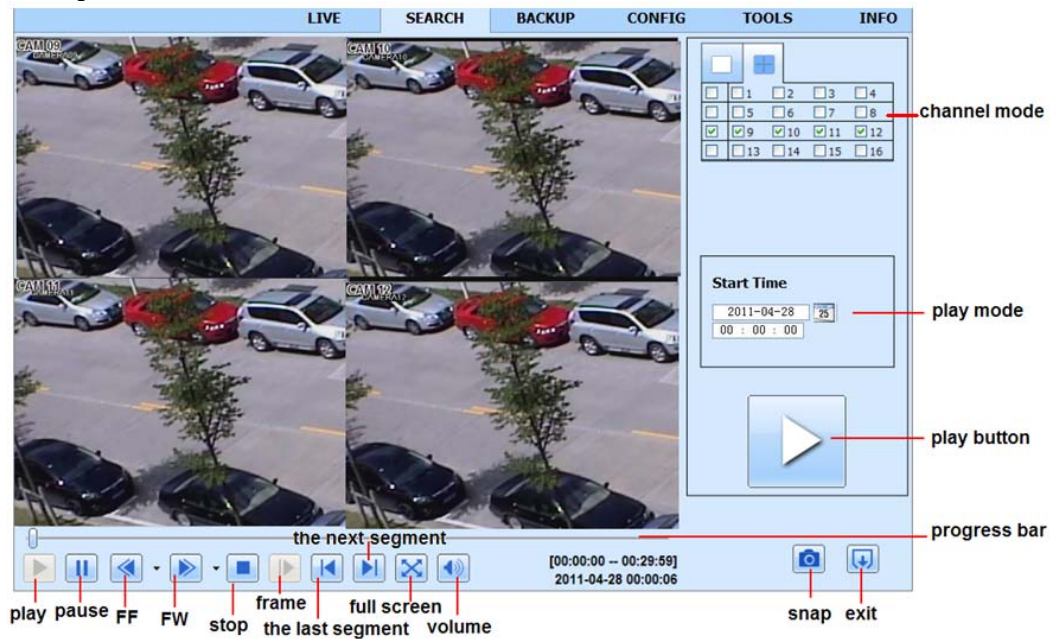 LIVE SEARCH BACKUP CONFIG TOOLS INFO
CAM 09
CAMERA09
CAM 10
CAMERA10
1 2 3 4
5 6 7 8
9 10 11 12
13 14 15 16
channel mode
CAM 11
CAMERA11
CAM 12
CAMERA12
Start Time
2011-04-28 25
00 : 00 : 00
play mode
play button
progress bar
the next segment
[00:00:00 -- 00:29:59]
2011-04-28 00:00:06
play pause FF FW stop frame the last segment full screen volume snap exit